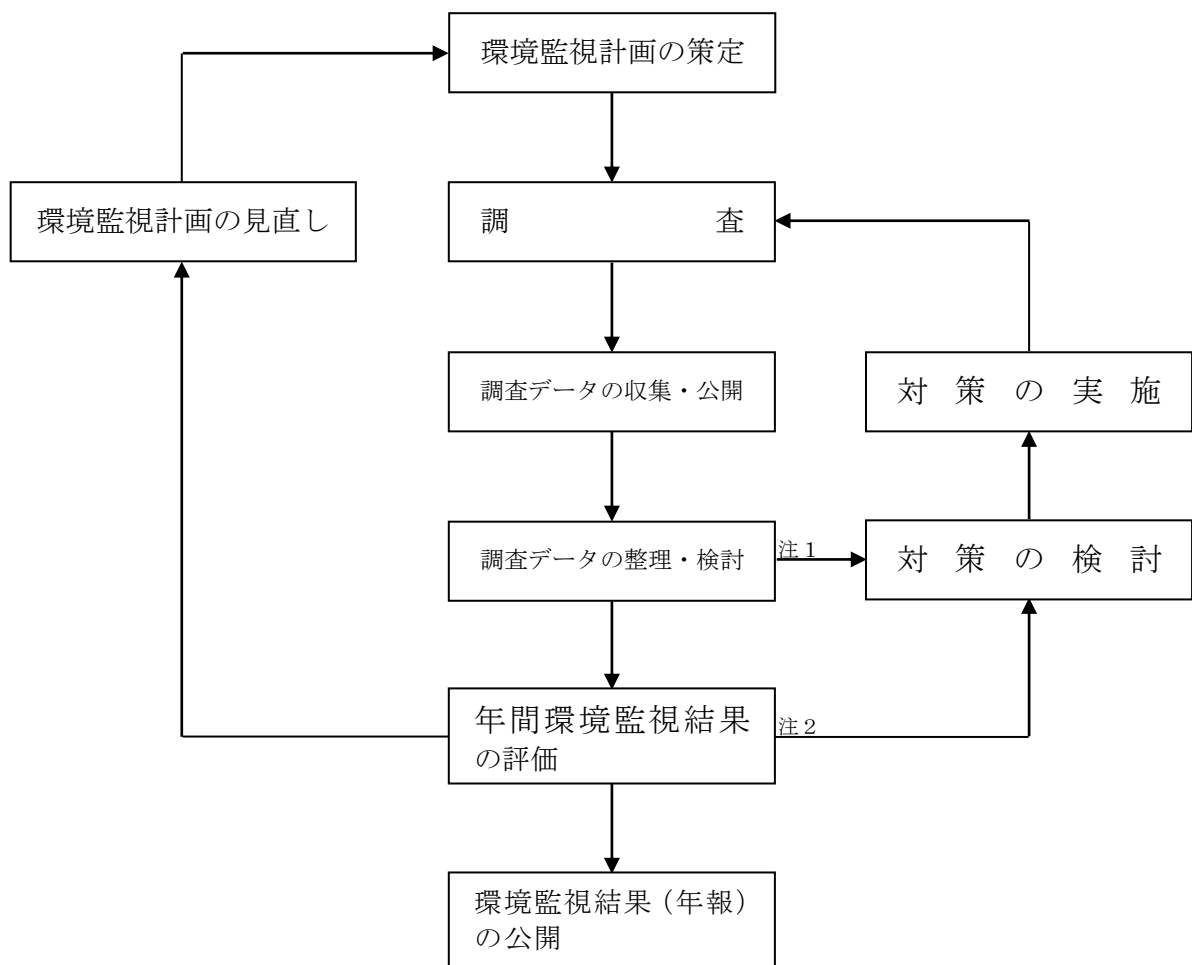 環境監視計画の策定
環境監視計画の見直し
調査
調査データの収集・公開
対策の実施
調査データの整理・検討
注1
対策の検討
年間環境監視結果
の評価
注2
環境監視結果(年報)
の公開